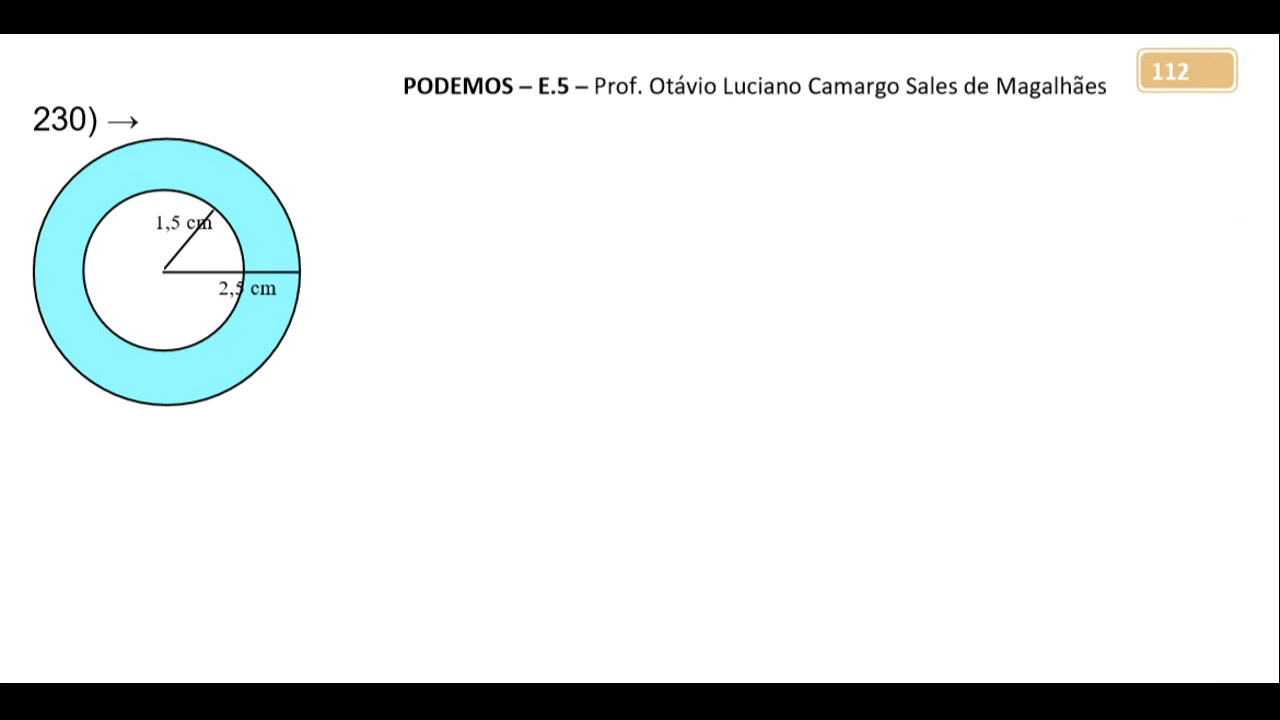 PODEMOS – E.5 – Prof. Otávio Luciano Camargo Sales de Magalhães
112
230) →
1,5 cm
2,5 cm